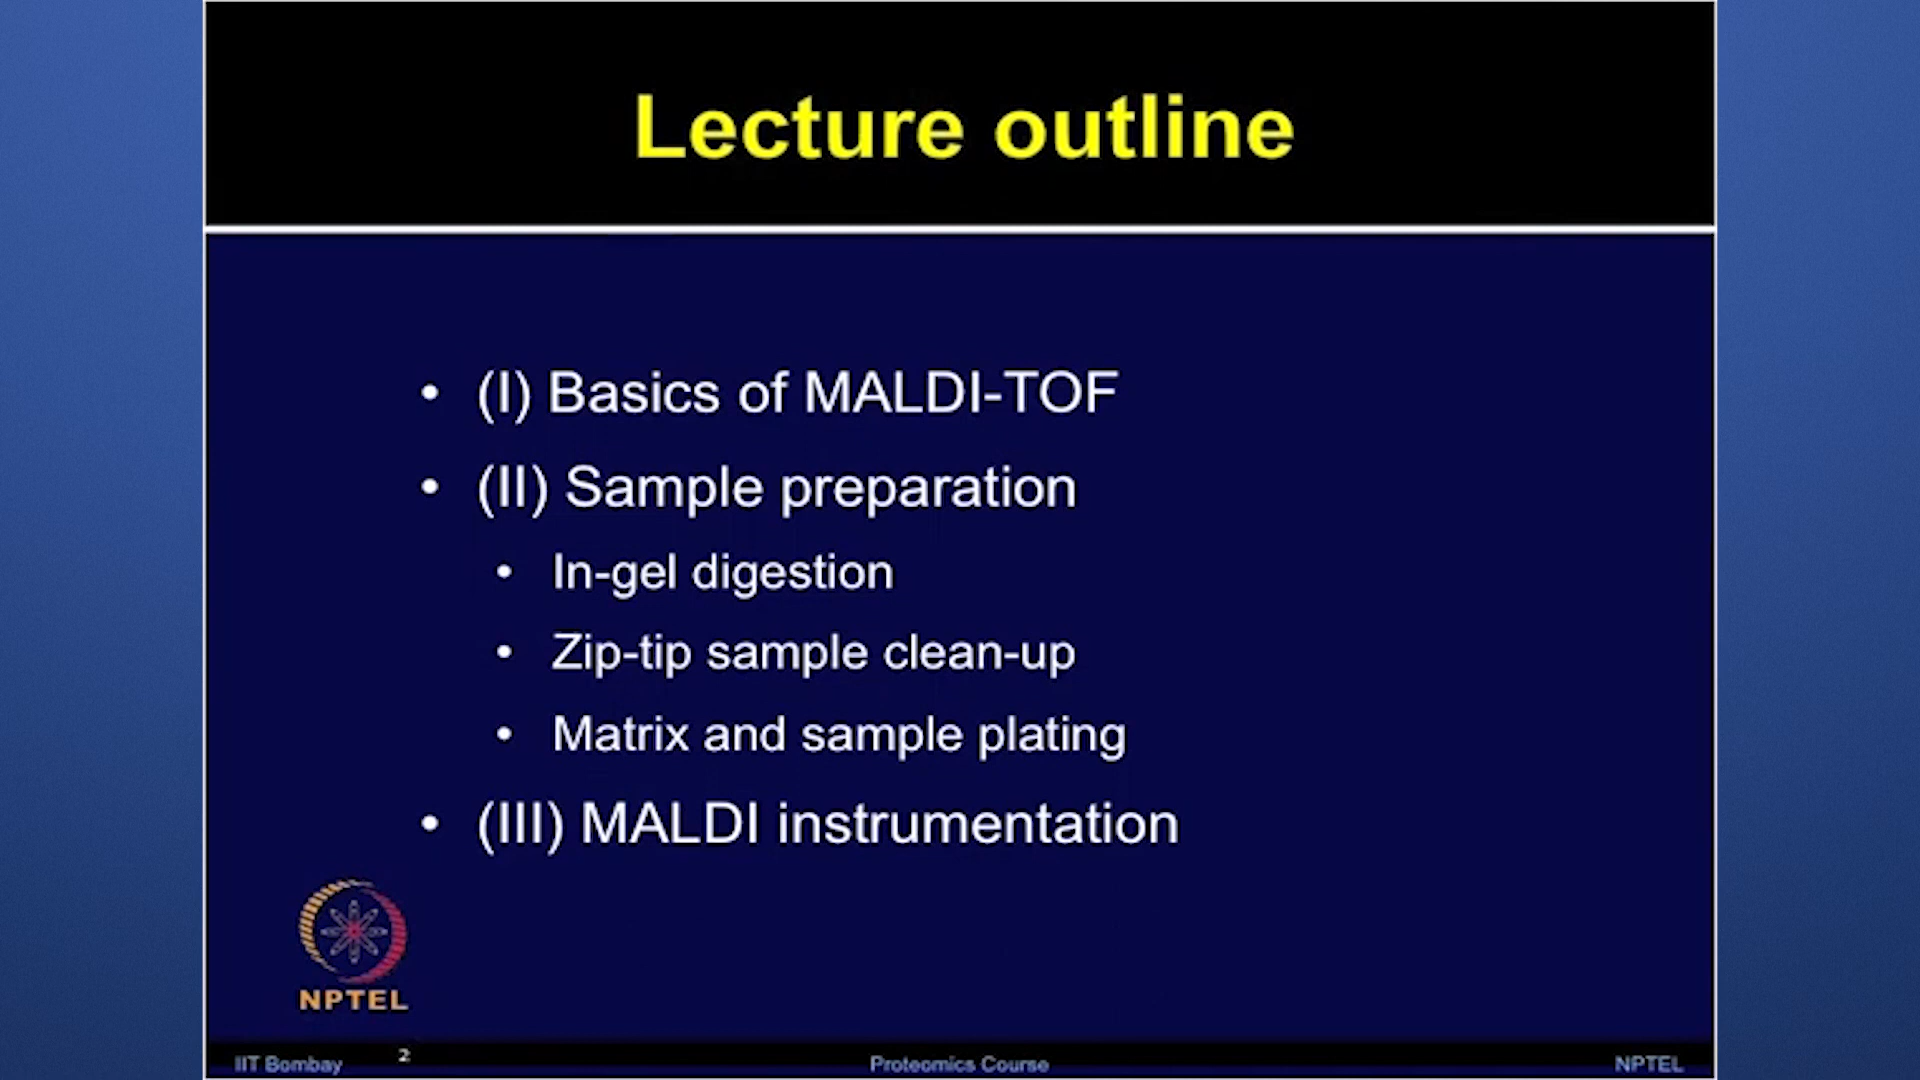 Lecture outline
• (I) Basics of MALDI-TOF
• (II) Sample preparation
• In-gel digestion
• Zip-tip sample clean-up
• Matrix and sample plating
• (III) MALDI instrumentation
NPTEL
IIT Bombay 2 Proteomics Course NPTEL